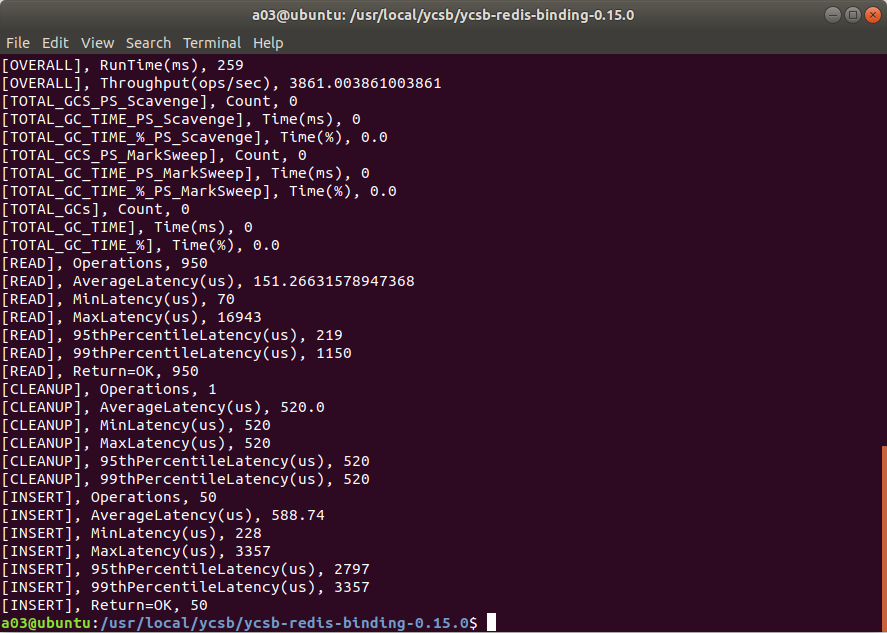 a03@ubuntu: /usr/local/ycsb/ycsb-redis-binding-0.15.0
File Edit View Search Terminal Help
[OVERALL], RunTime(ms), 259
[OVERALL], Throughput(ops/sec), 3861.003861003861
[TOTAL_GCS_PS_Scavenge], Count, 0
[TOTAL_GC_TIME_PS_Scavenge], Time(ms), 0
[TOTAL_GC_TIME_%_PS_Scavenge], Time(%), 0.0
[TOTAL_GCS_PS_MarkSweep], Count, 0
[TOTAL_GC_TIME_PS_MarkSweep], Time(ms), 0
[TOTAL_GC_TIME_%_PS_MarkSweep], Time(%), 0.0
[TOTAL_GCs], Count, 0
[TOTAL_GC_TIME], Time(ms), 0
[TOTAL_GC_TIME_%], Time(%), 0.0
[READ], Operations, 950
[READ], AverageLatency(us), 151.26631578947368
[READ], MinLatency(us), 70
[READ], MaxLatency(us), 16943
[READ], 95thPercentileLatency(us), 219
[READ], 99thPercentileLatency(us), 1150
[READ], Return=OK, 950
[CLEANUP], Operations, 1
[CLEANUP], AverageLatency(us), 520.0
[CLEANUP], MinLatency(us), 520
[CLEANUP], MaxLatency(us), 520
[CLEANUP], 95thPercentileLatency(us), 520
[CLEANUP], 99thPercentileLatency(us), 520
[INSERT], Operations, 50
[INSERT], AverageLatency(us), 588.74
[INSERT], MinLatency(us), 228
[INSERT], MaxLatency(us), 3357
[INSERT], 95thPercentileLatency(us), 2797
[INSERT], 99thPercentileLatency(us), 3357
[INSERT], Return=OK, 50
a03@ubuntu:/usr/local/ycsb/ycsb-redis-binding-0.15.0$